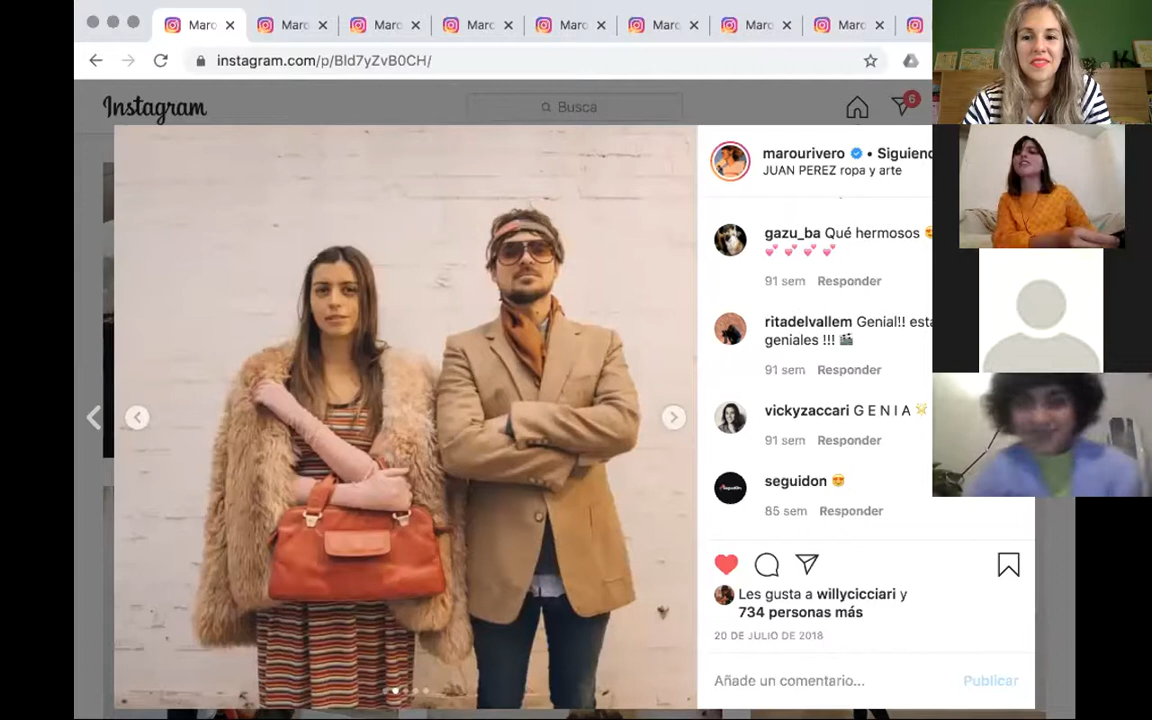 Maro
Maro
Maro
Maro
Maro
Maro
Maro
Maro
instagram.com/p/Bld7yZvB0CH/
Instagram
Busca
6
marourivero • Siguiend
JUAN PEREZ ropa y arte
gazu_ba Qué hermosos 😍
💕 💕 💕 💕
91 sem Responder
ritadelvallem Genial!! esta
geniales !!! 🎬
91 sem Responder
vickyzaccari G E N I A 🌟
91 sem Responder
seguidon 😍
85 sem Responder
Les gusta a willycicciari y
734 personas más
20 DE JULIO DE 2018
Añade un comentario...
Publicar